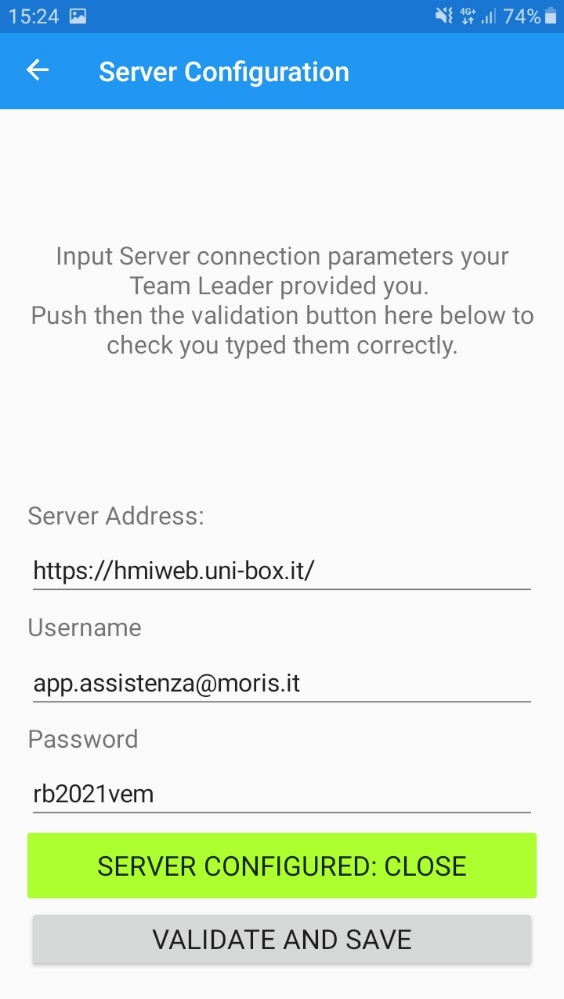 15:24 4G+ 74%
Server Configuration
Input Server connection parameters your
Team Leader provided you.
Push then the validation button here below to
check you typed them correctly.
Server Address:
https://hmiweb.uni-box.it/
Username
app.assistenza@moris.it
Password
rb2021vem
SERVER CONFIGURED: CLOSE
VALIDATE AND SAVE